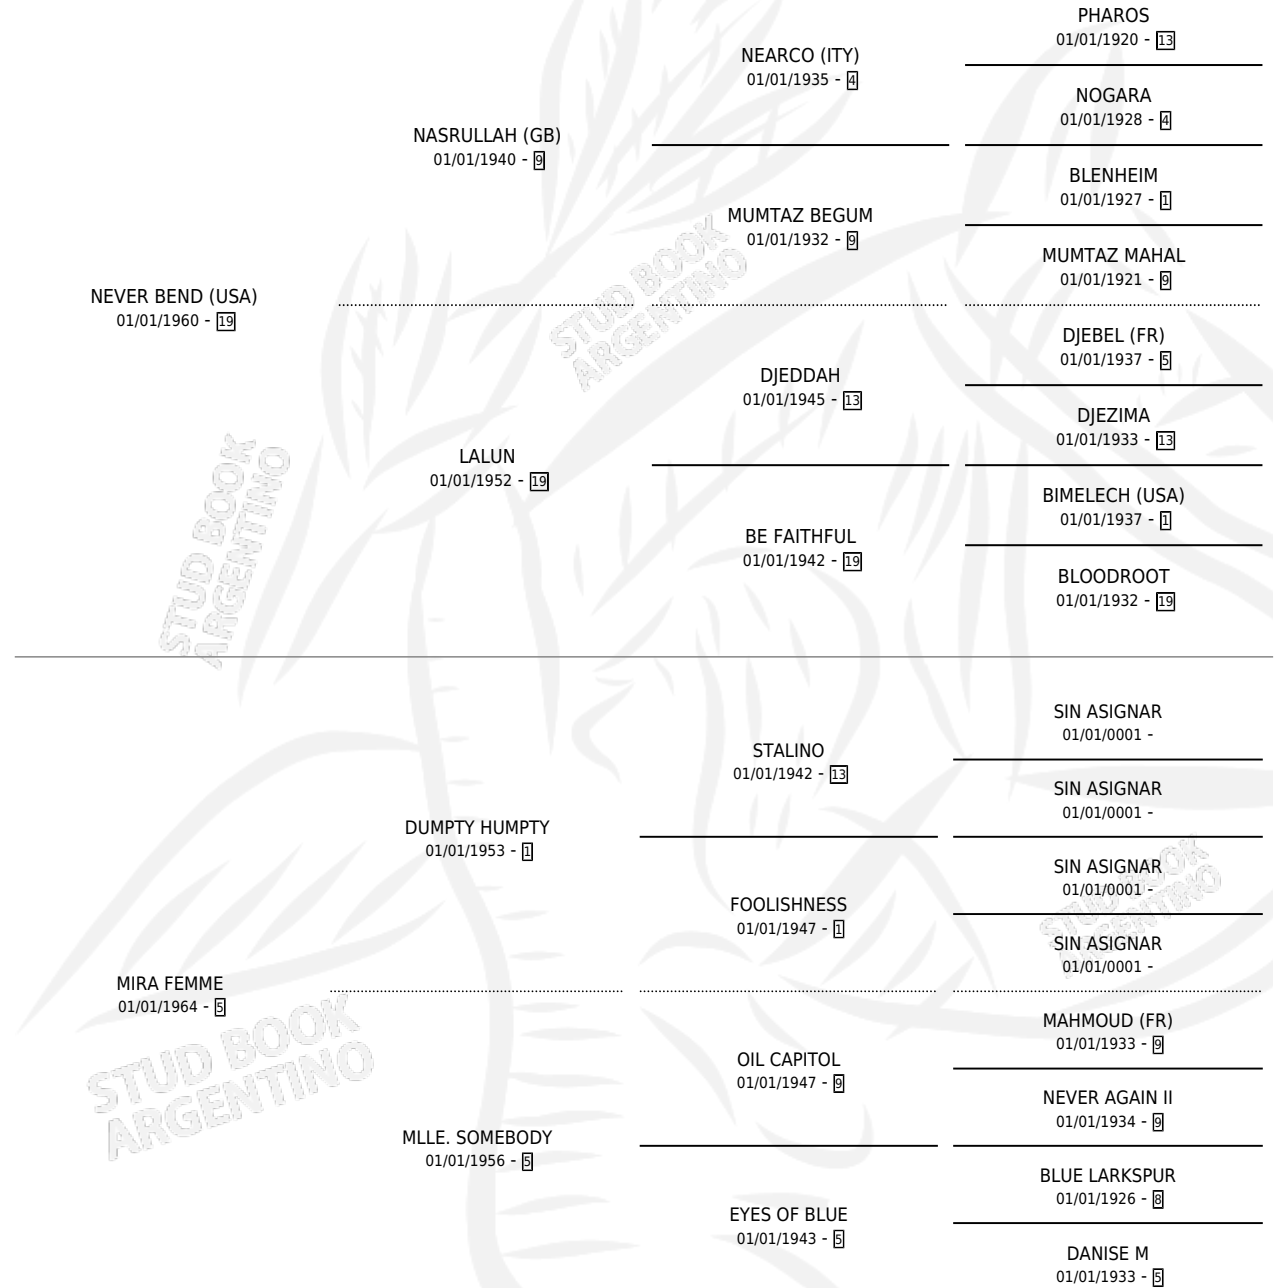 PHAROS
01/01/1920 - 13
NEARCO (ITY)
01/01/1935 - 4
NOGARA
01/01/1928 - 4
NASRULLAH (GB)
01/01/1940 - 9
BLENHEIM
01/01/1927 - 1
MUMTAZ BEGUM
01/01/1932 - 9
MUMTAZ MAHAL
01/01/1921 - 9
NEVER BEND (USA)
01/01/1960 - 19
DJEBEL (FR)
01/01/1937 - 5
DJEDDAH
01/01/1945 - 13
DJEZIMA
01/01/1933 - 13
LALUN
01/01/1952 - 19
BIMELECH (USA)
01/01/1937 - 1
BE FAITHFUL
01/01/1942 - 19
BLOODROOT
01/01/1932 - 19
STUD BOOK
ARGENTINO
STUD BOOK
ARGENTINO
SIN ASIGNAR
01/01/0001 -
STALINO
01/01/1942 - 13
SIN ASIGNAR
01/01/0001 -
DUMPTY HUMPTY
01/01/1953 - 1
SIN ASIGNAR
01/01/0001 -
FOOLISHNESS
01/01/1947 - 1
SIN ASIGNAR
01/01/0001 -
MIRA FEMME
01/01/1964 - 5
MAHMOUD (FR)
01/01/1933 - 9
OIL CAPITOL
01/01/1947 - 9
NEVER AGAIN II
01/01/1934 - 9
MLLE. SOMEBODY
01/01/1956 - 5
BLUE LARKSPUR
01/01/1926 - 8
EYES OF BLUE
01/01/1943 - 5
DANISE M
01/01/1933 - 5
STUD BOOK
ARGENTINO
STUD BOOK
ARGENTINO